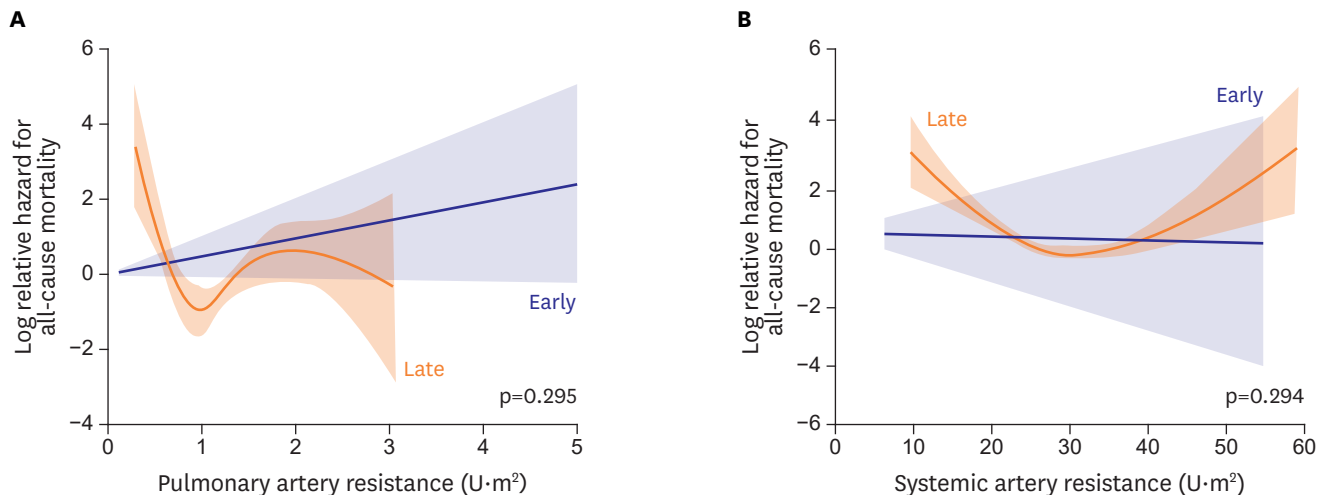 A
6
4
2
0
−2
−4
Log relative hazard for
all-cause mortality
Early
Late
p=0.295
0 1 2 3 4 5
Pulmonary artery resistance (U·m²)
B
6
4
2
0
−2
−4
−6
Log relative hazard for
all-cause mortality
Late
Early
p=0.294
0 10 20 30 40 50 60
Systemic artery resistance (U·m²)